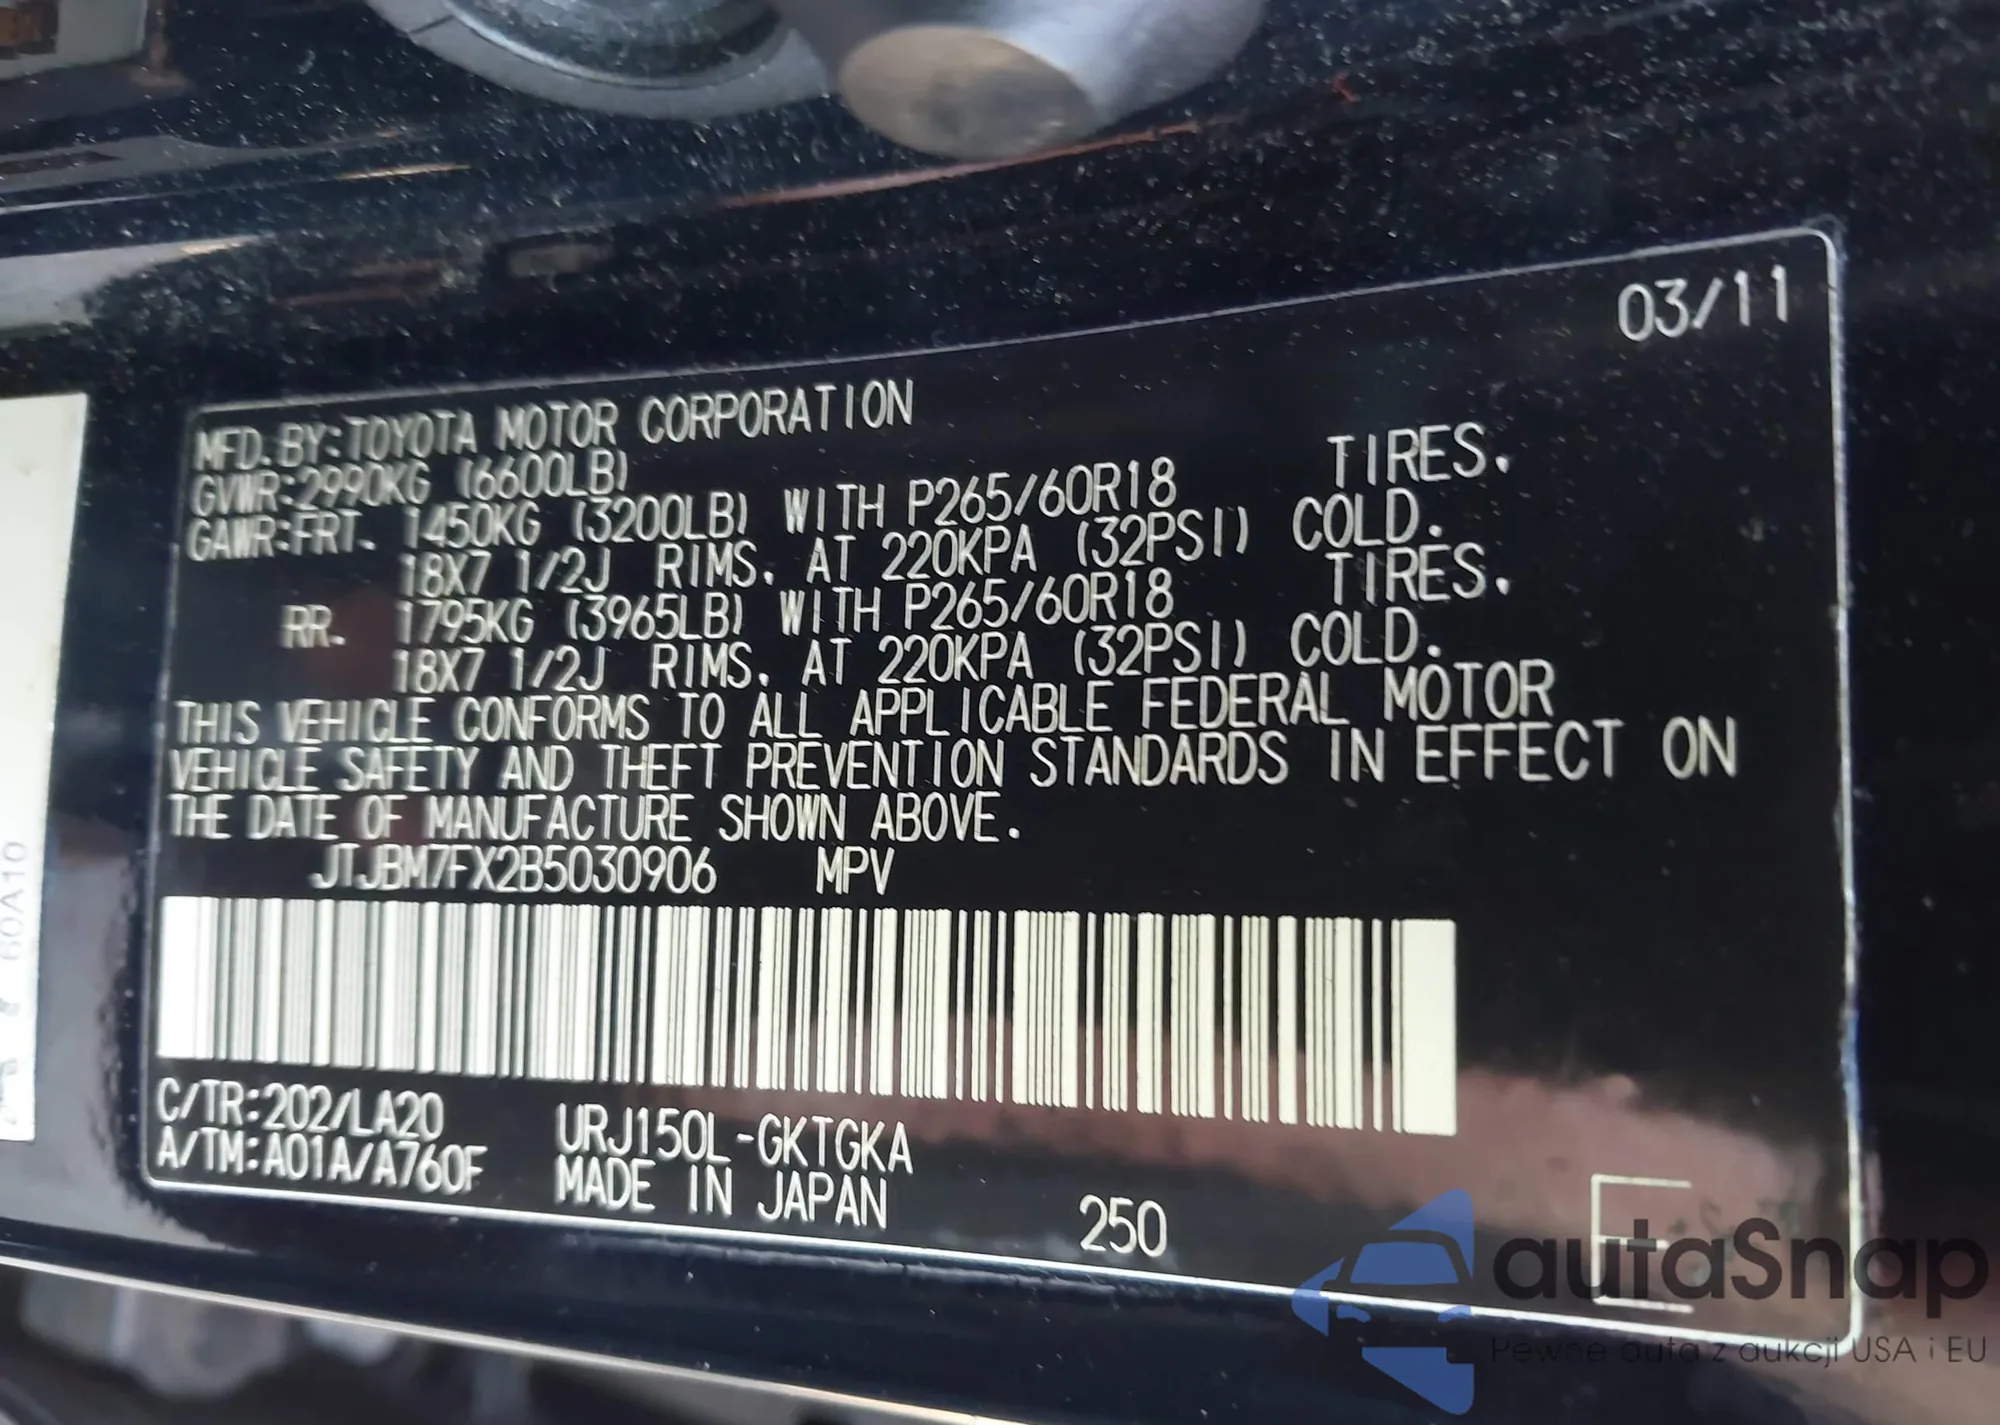 03/11
MFD. BY: TOYOTA MOTOR CORPORATION
GVWR: 2990KG (6600LB)
GAWR: FRT. 1450KG (3200LB) WITH P265/60R18 TIRES.
18X7 1/2J RIMS. AT 220KPA (32PSI) COLD.
RR. 1795KG (3965LB) WITH P265/60R18 TIRES.
18X7 1/2J RIMS. AT 220KPA (32PSI) COLD.
THIS VEHICLE CONFORMS TO ALL APPLICABLE FEDERAL MOTOR
VEHICLE SAFETY AND THEFT PREVENTION STANDARDS IN EFFECT ON
THE DATE OF MANUFACTURE SHOWN ABOVE.
JTJBM7FX2B5030906 MPV
C/TR: 202/LA20 URJ150L-GKTGKA
A/TM: A01A/A760F MADE IN JAPAN 250
E
60A10
autaSnap
Pewne auta z aukcji USA i EU